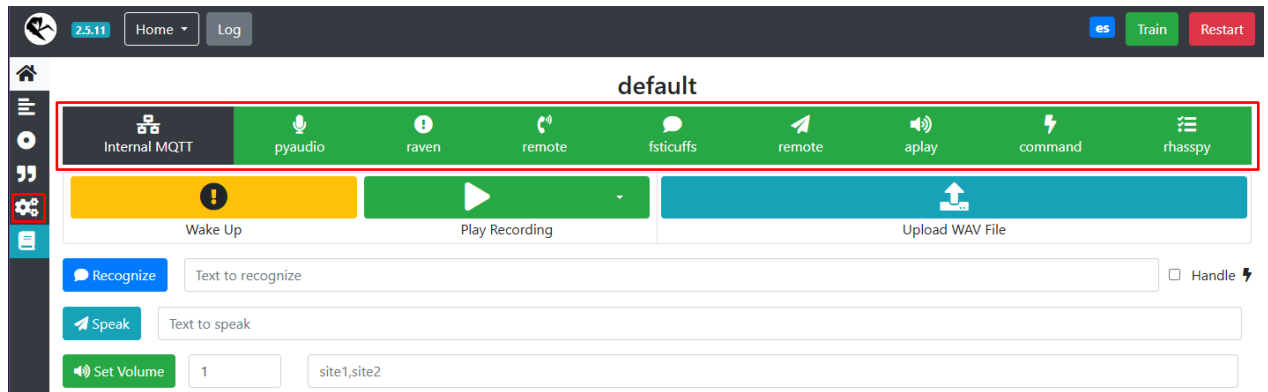 2.5.11 Home Log es Train Restart
default
Internal MQTT pyaudio raven remote fsticuffs remote aplay command rhasspy
Wake Up Play Recording Upload WAV File
Recognize Text to recognize Handle
Speak Text to speak
Set Volume 1 site1,site2